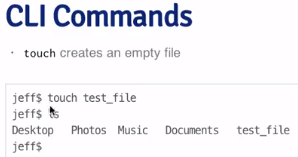 CLI Commands
· touch creates an empty file
jeff$ touch test_file
jeff$ ls
Desktop Photos Music Documents test_file
jeff$